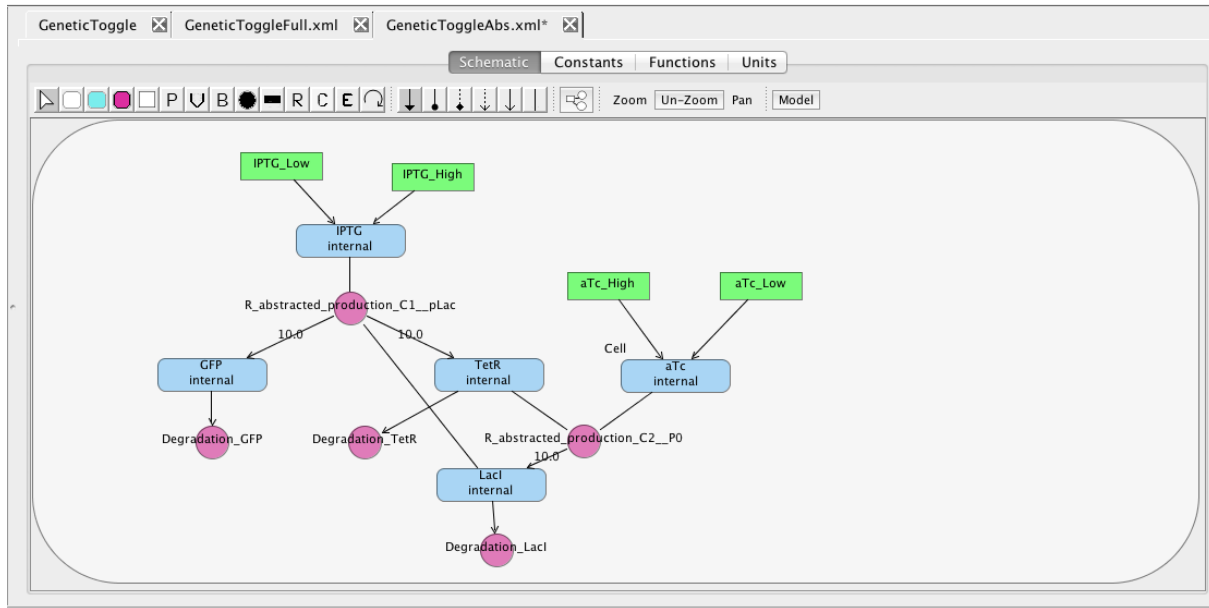 GeneticToggle
GeneticToggleFull.xml
GeneticToggleAbs.xml*
Schematic
Constants
Functions
Units
P
V
B
R
C
E
Zoom
Un-Zoom
Pan
Model
IPTG_Low
IPTG_High
IPTG
internal
aTc_High
aTc_Low
R_abstracted_production_C1__pLac
10.0
10.0
Cell
GFP
internal
TetR
internal
aTc
internal
Degradation_GFP
Degradation_TetR
R_abstracted_production_C2__P0
10.0
LacI
internal
Degradation_LacI